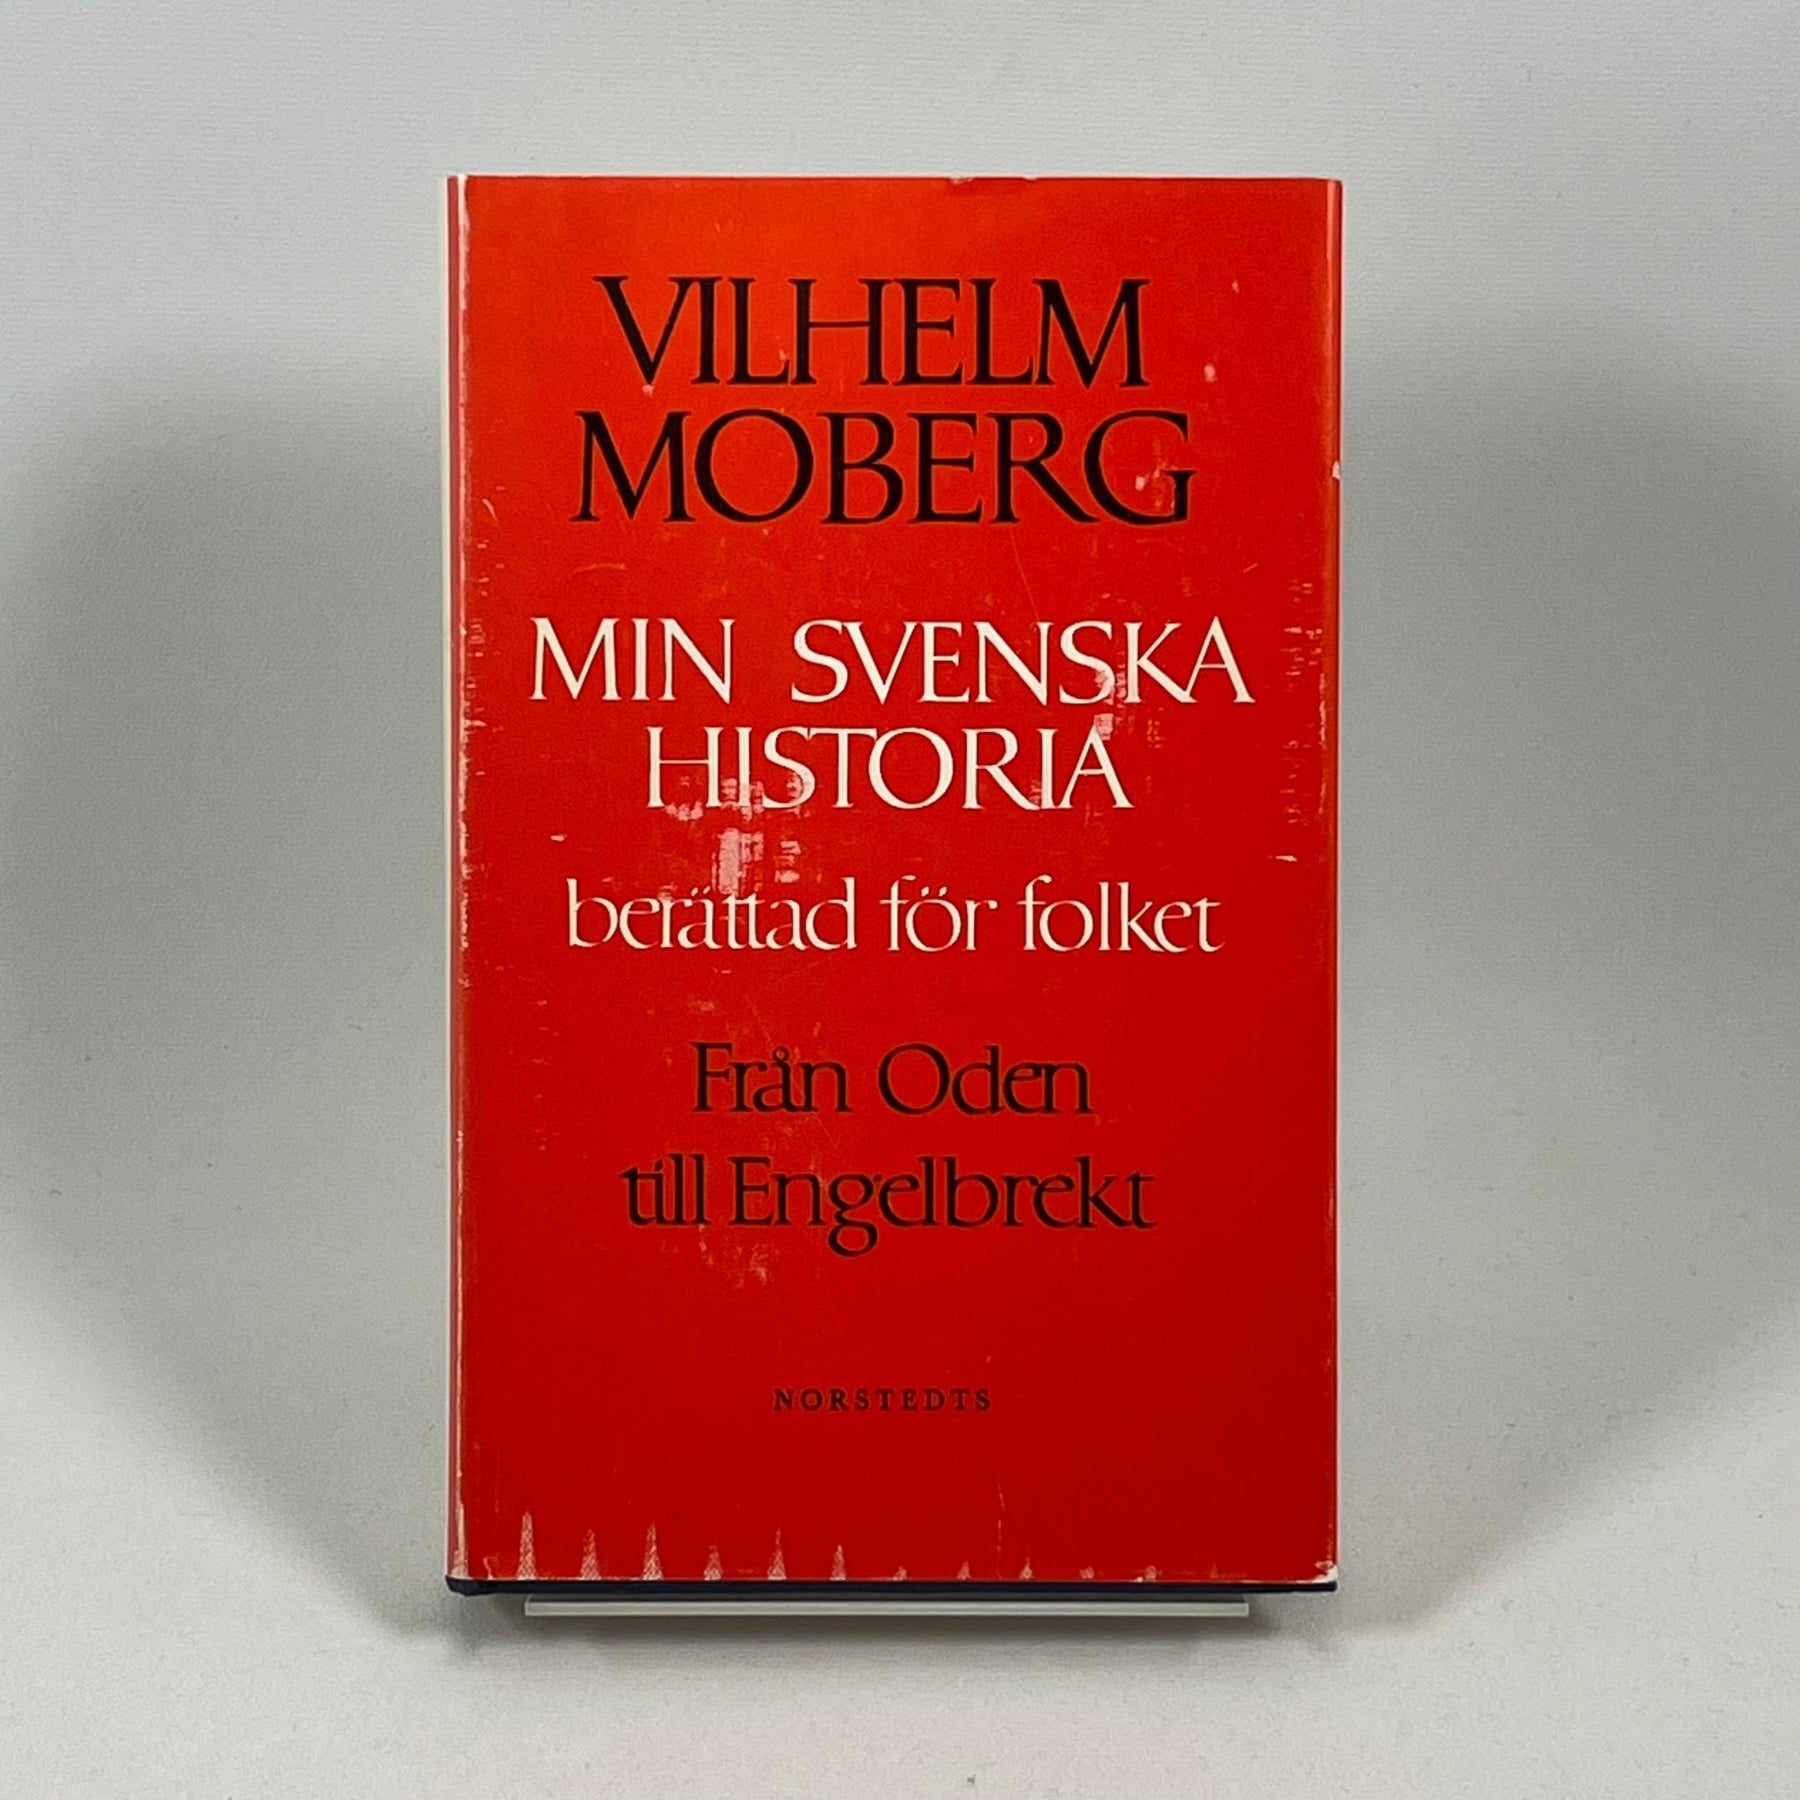 VILHELM
MOBERG
MIN SVENSKA
HISTORIA
berättad för folket
Från Oden
till Engelbrekt
NORSTEDTS